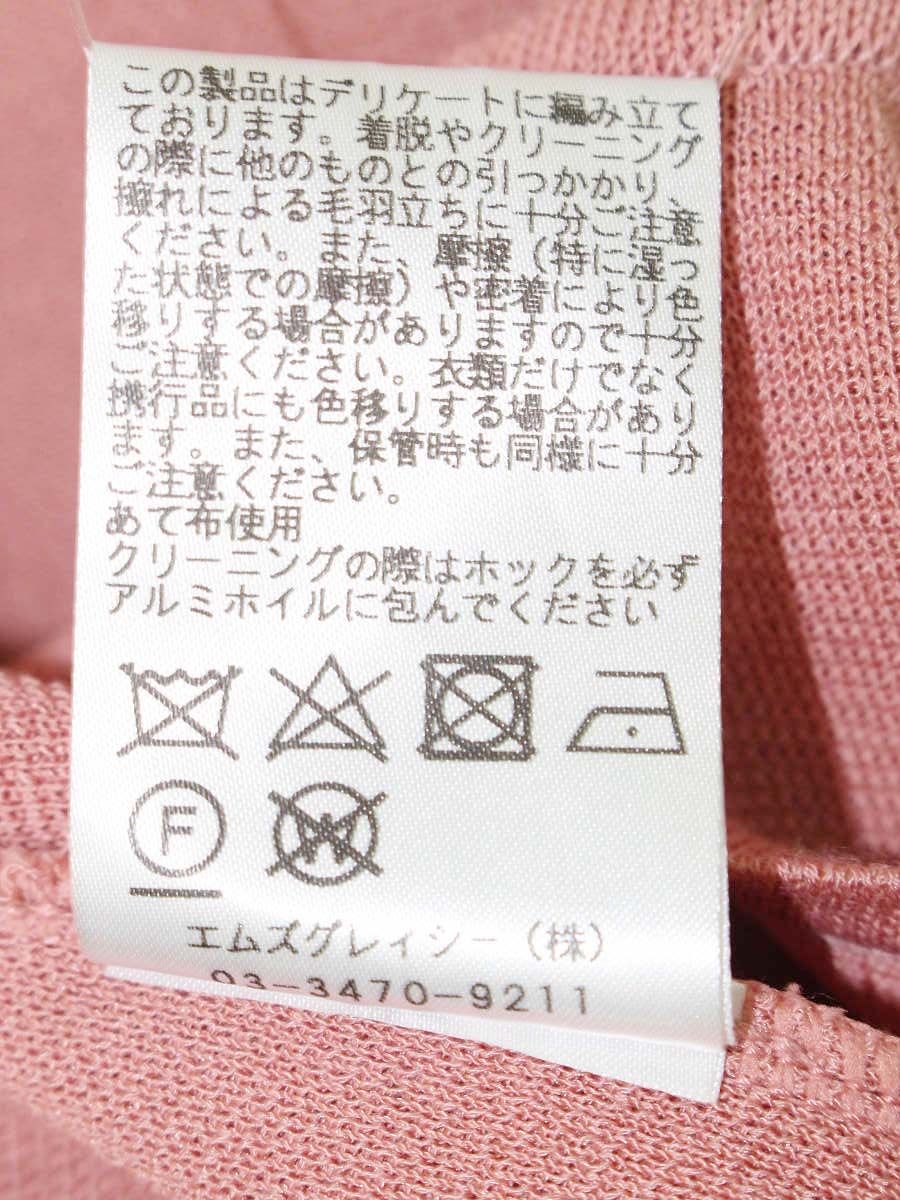 この製品はデリケートに編み立て
ております。着脱やクリーニング
の際に他のものとの引っかかり、
擦れによる毛羽立ちに十分ご注意
ください。また、摩擦(特に湿っ
た状態での摩擦)や密着により色
移りする場合がありますので十分
ご注意ください。衣類だけでなく
携行品にも色移りする場合があり
ます。また、保管時も同様に十分
ご注意ください。
あて布使用
クリーニングの際はホックを必ず
アルミホイルに包んでください
F W
エムズグレイシー(株)
03-3470-9211